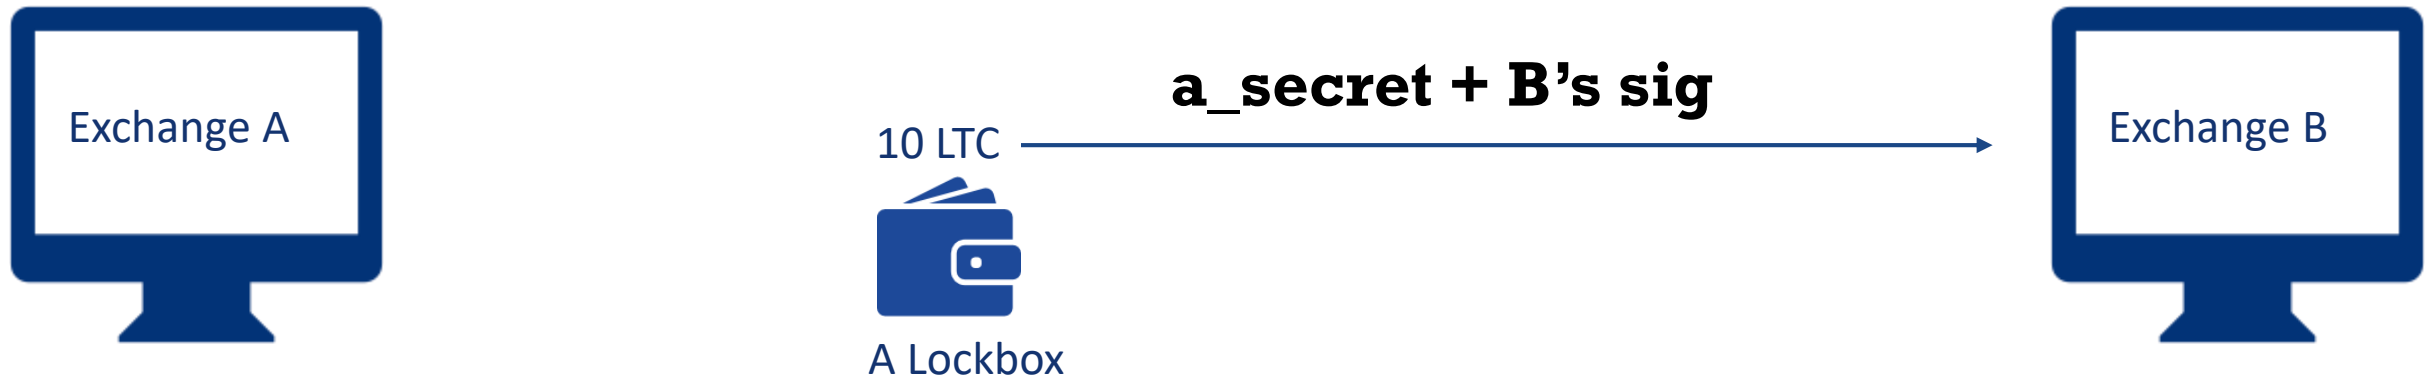 Exchange A
a_secret + B’s sig
10 LTC
A Lockbox
Exchange B